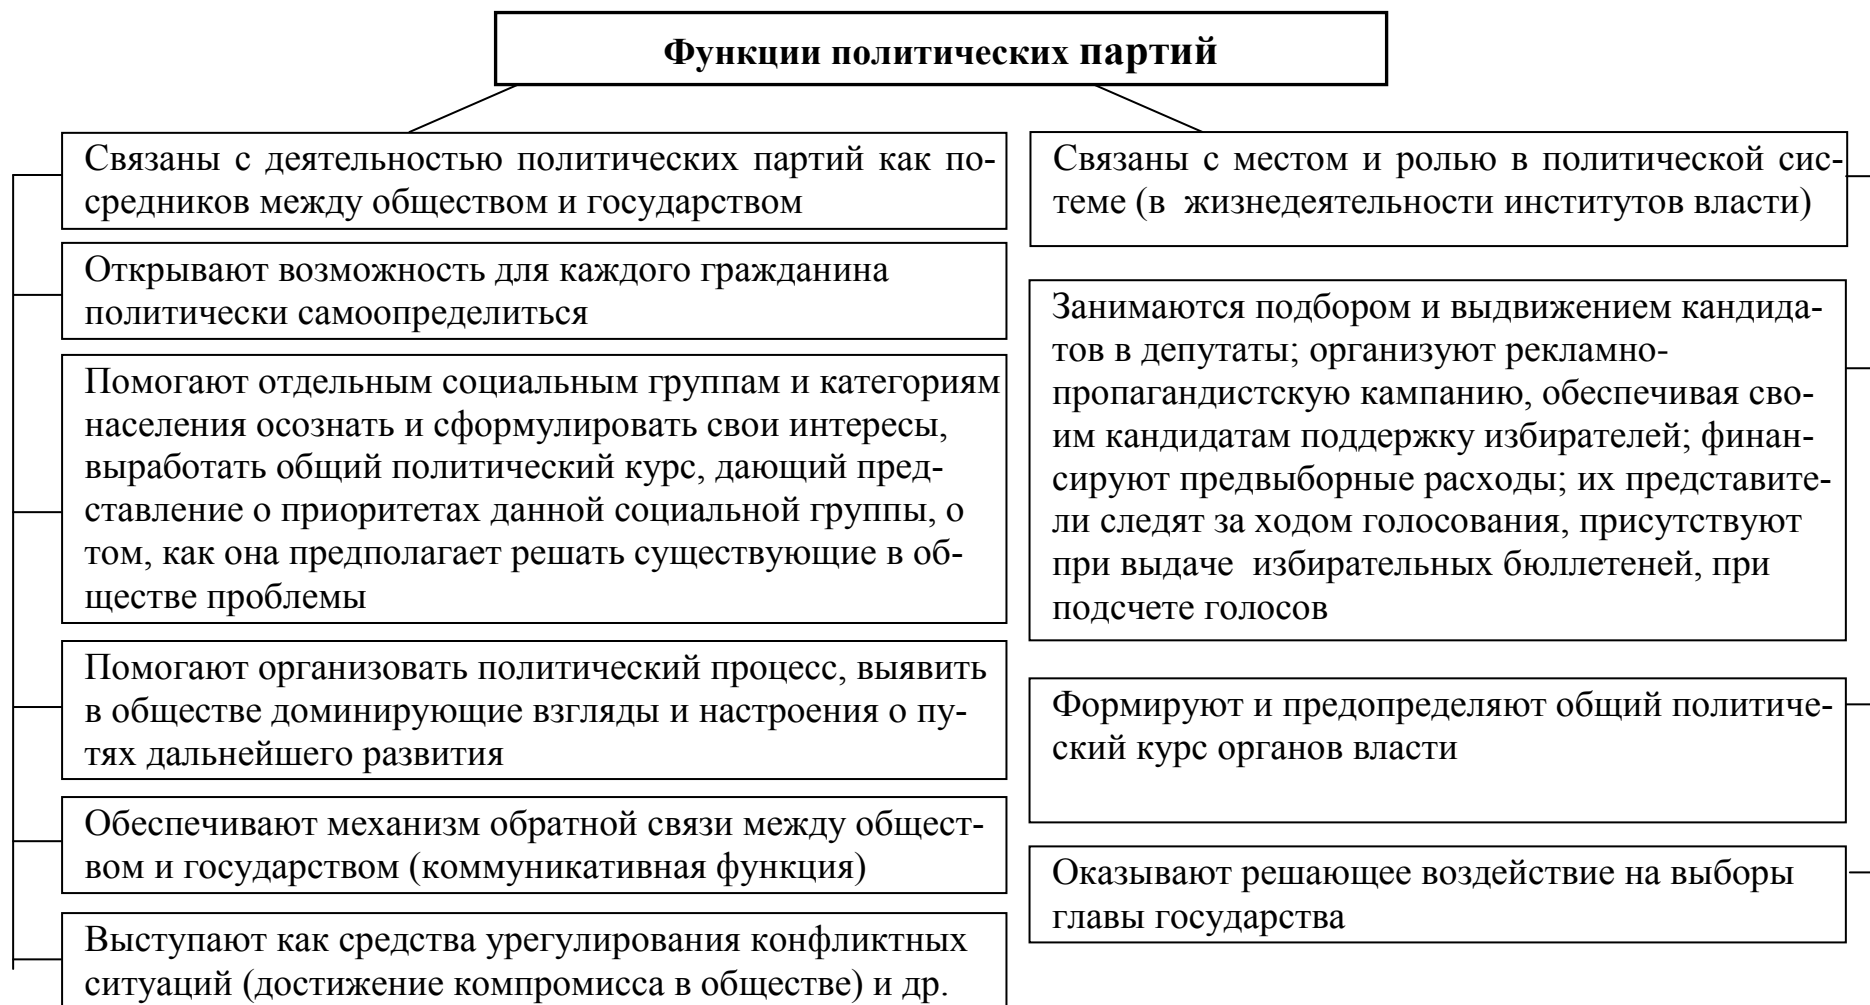 Функции политических партий
Связаны с деятельностью политических партий как по-
средников между обществом и государством
Открывают возможность для каждого гражданина
политически самоопределиться
Помогают отдельным социальным группам и категориям
населения осознать и сформулировать свои интересы,
выработать общий политический курс, дающий пред-
ставление о приоритетах данной социальной группы, о
том, как она предполагает решать существующие в об-
ществе проблемы
Помогают организовать политический процесс, выявить
в обществе доминирующие взгляды и настроения о пу-
тях дальнейшего развития
Обеспечивают механизм обратной связи между общест-
вом и государством (коммуникативная функция)
Выступают как средства урегулирования конфликтных
ситуаций (достижение компромисса в обществе) и др.
Связаны с местом и ролью в политической сис-
теме (в жизнедеятельности институтов власти)
Занимаются подбором и выдвижением кандида-
тов в депутаты; организуют рекламно-
пропагандистскую кампанию, обеспечивая сво-
им кандидатам поддержку избирателей; финан-
сируют предвыборные расходы; их представите-
ли следят за ходом голосования, присутствуют
при выдаче избирательных бюллетеней, при
подсчете голосов
Формируют и предопределяют общий политиче-
ский курс органов власти
Оказывают решающее воздействие на выборы
главы государства